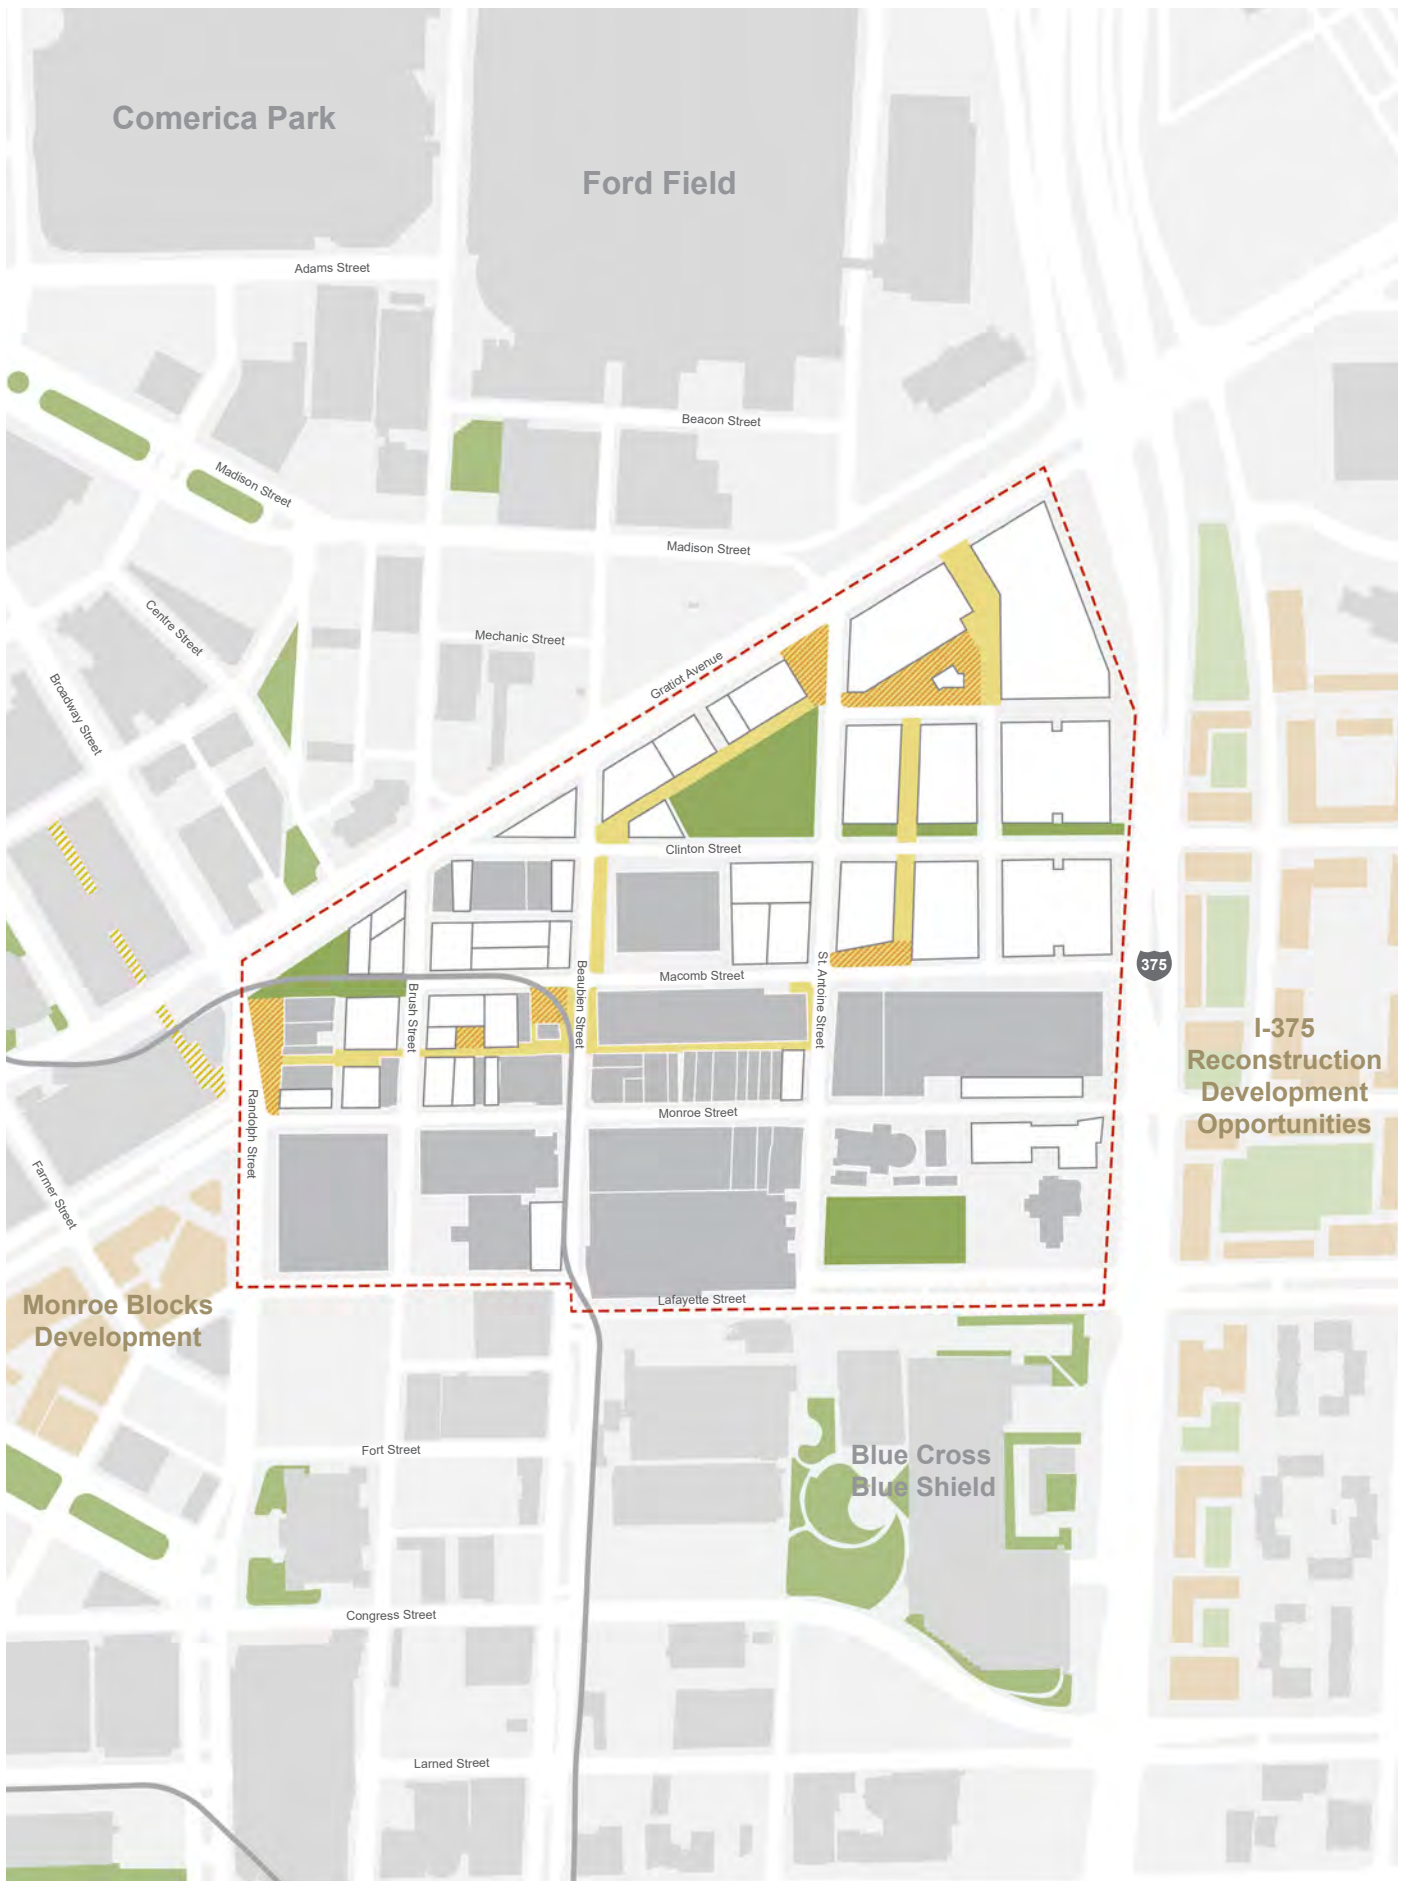 Comerica Park
Ford Field
Adams Street
Beacon Street
Madison Street
Madison Street
Centre Street
Mechanic Street
Gratiot Avenue
Broadway Street
Clinton Street
Macomb Street
Beaubien Street
St. Antoine Street
Brush Street
375
I-375
Reconstruction
Development
Opportunities
Randolph Street
Monroe Street
Farmer Street
Monroe Blocks
Development
Lafayette Street
Fort Street
Blue Cross
Blue Shield
Congress Street
Larned Street